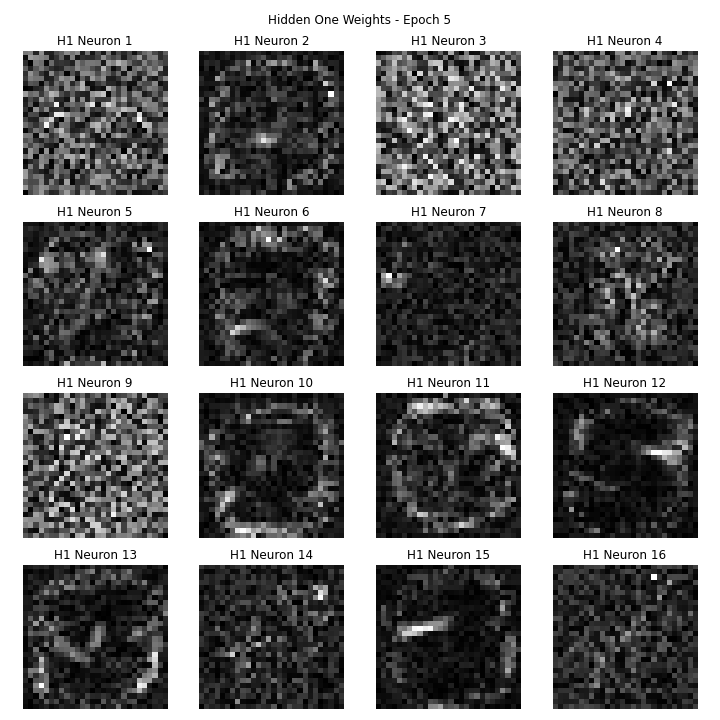 Hidden One Weights - Epoch 5
H1 Neuron 1 H1 Neuron 2 H1 Neuron 3 H1 Neuron 4
H1 Neuron 5 H1 Neuron 6 H1 Neuron 7 H1 Neuron 8
H1 Neuron 9 H1 Neuron 10 H1 Neuron 11 H1 Neuron 12
H1 Neuron 13 H1 Neuron 14 H1 Neuron 15 H1 Neuron 16